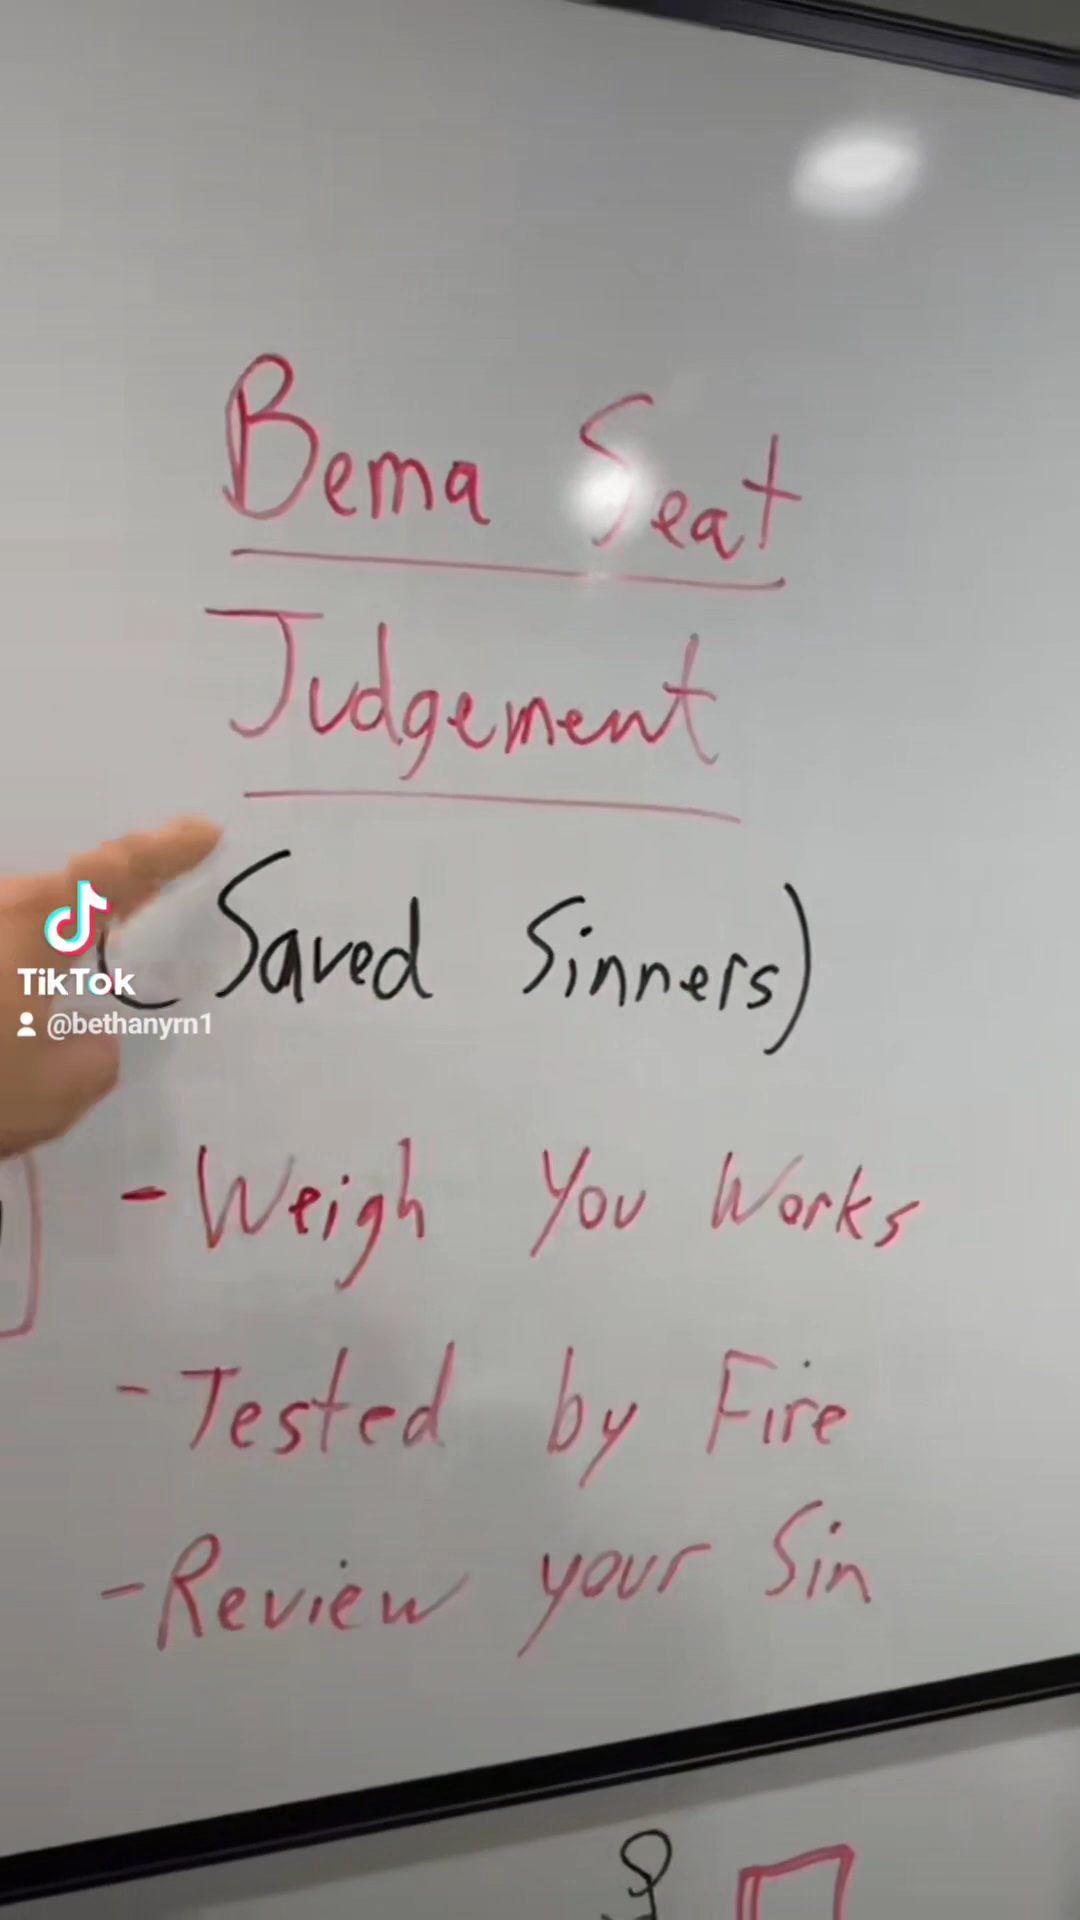 Bema Seat
Judgement
(Saved Sinners)
TikTok
@bethanyrn1
- Weigh You Works
- Tested by Fire
- Review your Sin